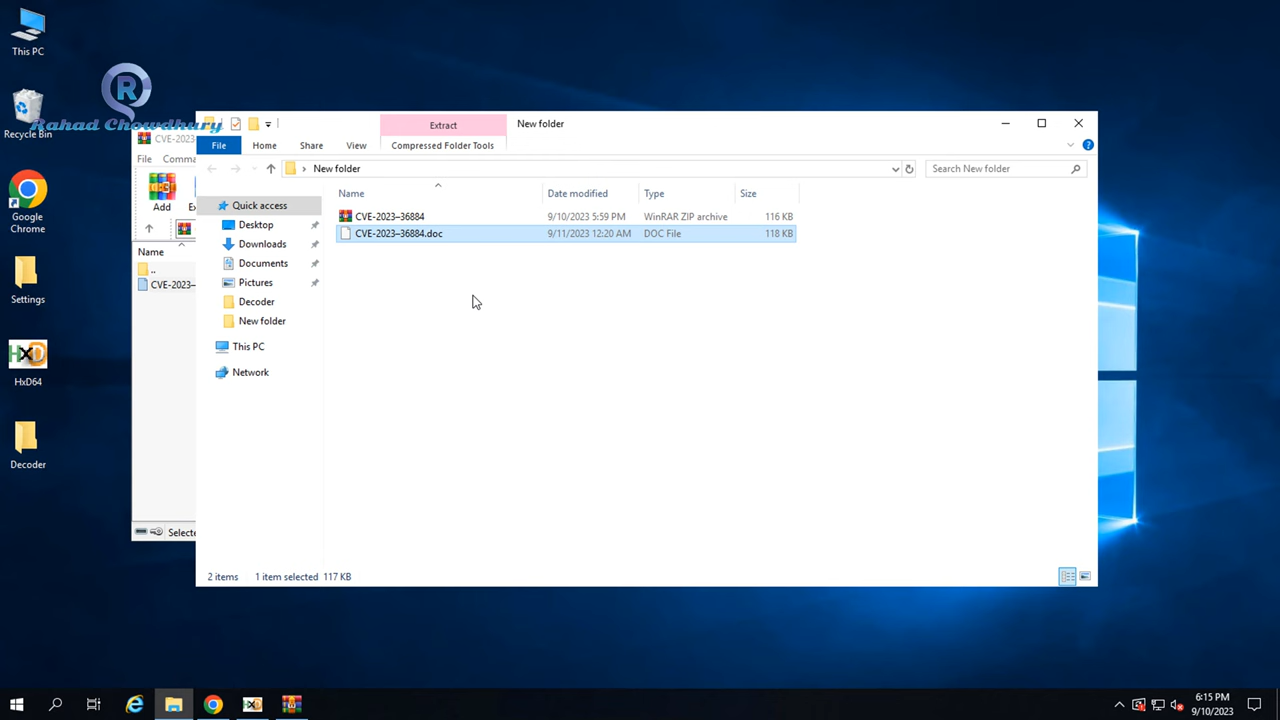 This PC
Recycle Bin
Google
Chrome
Settings
HxD
HxD64
Decoder
R
Rahad Chowdhury
CVE-2023
File Comma
Add
Name
..
CVE-2023–
Selecte
Extract
New folder
File Home Share View Compressed Folder Tools
New folder
Search New folder
Name Date modified Type Size
CVE-2023–36884 9/10/2023 5:59 PM WinRAR ZIP archive 116 KB
CVE-2023–36884.doc 9/11/2023 12:20 AM DOC File 118 KB
Quick access
Desktop
Downloads
Documents
Pictures
Decoder
New folder
This PC
Network
2 items 1 item selected 117 KB
6:15 PM
9/10/2023